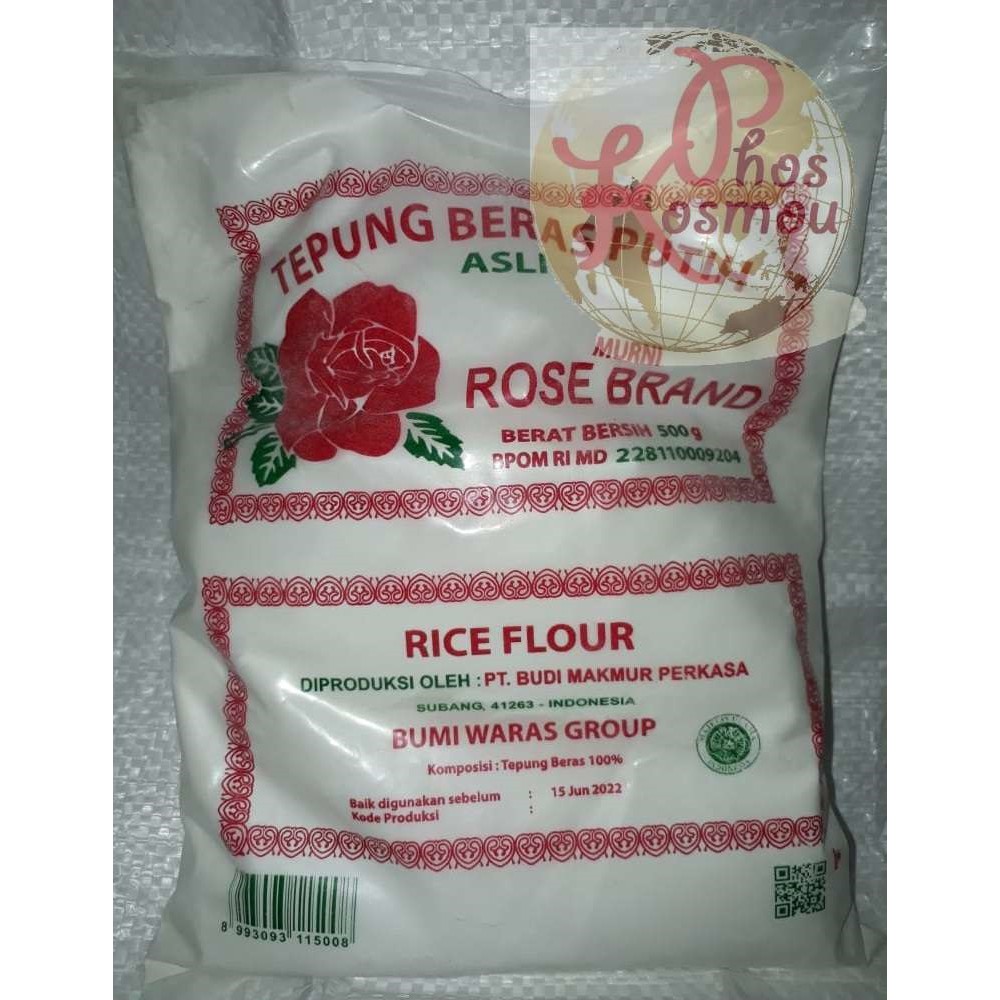 Phos
Kosmou
TEPUNG BERAS PUTIH
ASLI
MURNI
ROSE BRAND
BERAT BERSIH 500 g
BPOM RI MD 228110009204
RICE FLOUR
DIPRODUKSI OLEH : PT. BUDI MAKMUR PERKASA
SUBANG, 41263 - INDONESIA
BUMI WARAS GROUP
Komposisi : Tepung Beras 100%
Baik digunakan sebelum : 15 Jun 2022
Kode Produksi :
8 993093 115008